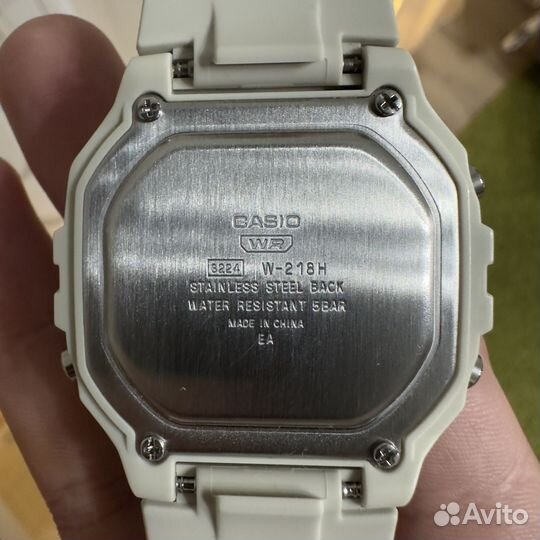 CASIO
WR
3224 W-218H
STAINLESS STEEL BACK
WATER RESISTANT 5BAR
MADE IN CHINA
EA
Avito